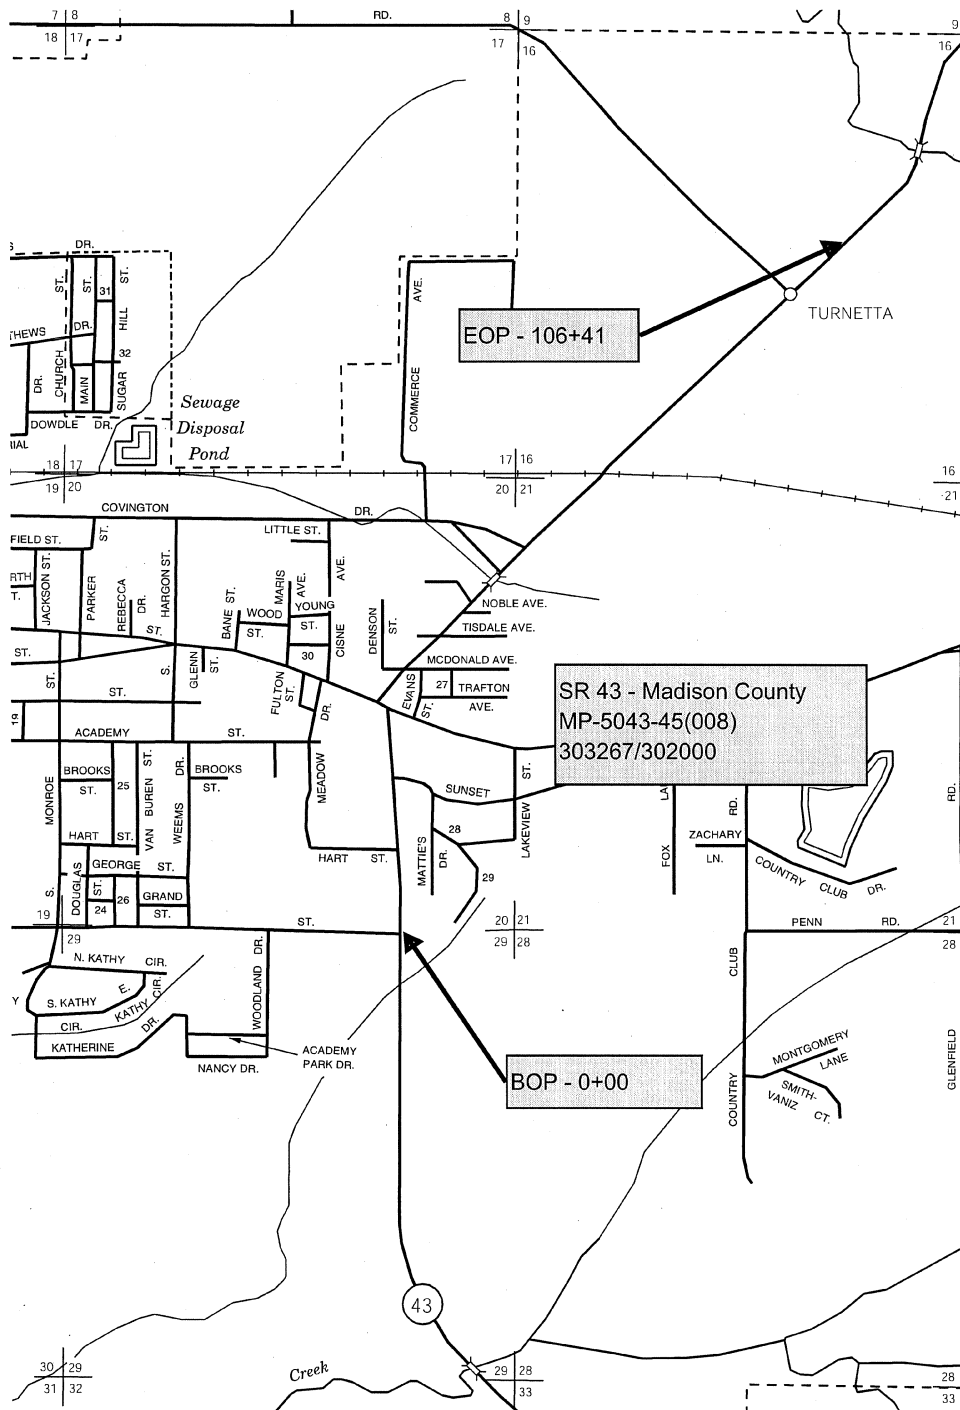 7 8
18 17
RD.
8 9
17 16
9
16
DR.
ST.
ST.
31
ST.
HILL
THEWS
DR.
32
DR.
CHURCH
MAIN
SUGAR
DOWDLE DR.
RIAL
Sewage
Disposal
Pond
AVE.
COMMERCE
EOP - 106+41
TURNETTA
18 17
19 20
17 16
20 21
16
21
COVINGTON DR.
FIELD ST.
ST.
LITTLE ST.
AVE.
RTH
T.
JACKSON ST.
PARKER
REBECCA
DR.
HARGON ST.
ST.
BANE ST.
WOOD
ST.
MARIS
AVE.
YOUNG
ST.
CISNE
DENSON
ST.
NOBLE AVE.
TISDALE AVE.
MCDONALD AVE.
ST.
ST.
S.
GLENN
ST.
30
FULTON
ST.
DR.
EVANS
ST.
27
TRAFTON
AVE.
ST.
19
ACADEMY ST.
SR 43 - Madison County
MP-5043-45(008)
303267/302000
MONROE
BROOKS
ST.
25
VAN BUREN ST.
WEEMS DR.
BROOKS
ST.
MEADOW
SUNSET
ST.
LAKEVIEW
LA
FOX
RD.
RD.
ZACHARY
LN.
COUNTRY CLUB DR.
HART ST.
HART ST.
MATTIE'S
DR.
28
29
S.
DOUGLAS
GEORGE ST.
ST.
24
26
GRAND
ST.
19
29
ST.
20 21
29 28
PENN RD.
21
28
N. KATHY CIR.
Y
S. KATHY
E.
KATHY
CIR.
CIR.
DR.
KATHERINE
WOODLAND DR.
NANCY DR.
ACADEMY
PARK DR.
BOP - 0+00
CLUB
COUNTRY
MONTGOMERY
LANE
SMITH-
VANIZ
CT.
GLENFIELD
43
30 29
31 32
Creek
29 28
33
28
33